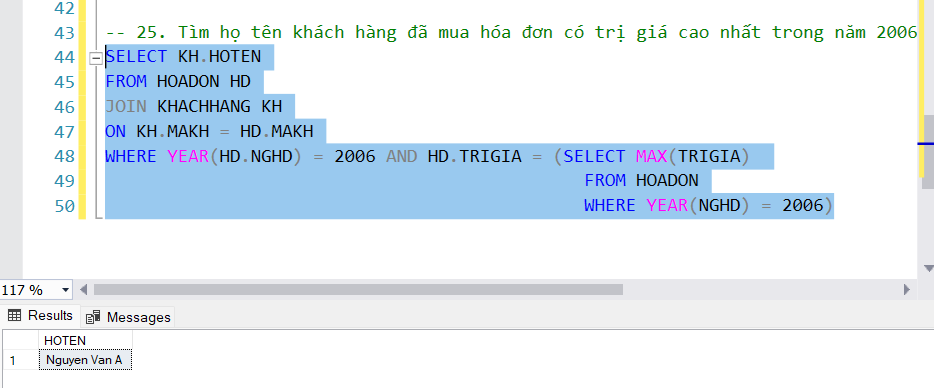 42
43 -- 25. Tìm họ tên khách hàng đã mua hóa đơn có trị giá cao nhất trong năm 2006
44 SELECT KH.HOTEN
45 FROM HOADON HD
46 JOIN KHACHHANG KH
47 ON KH.MAKH = HD.MAKH
48 WHERE YEAR(HD.NGHD) = 2006 AND HD.TRIGIA = (SELECT MAX(TRIGIA)
49 FROM HOADON
50 WHERE YEAR(NGHD) = 2006)
117 %
Results Messages
HOTEN
1 Nguyen Van A